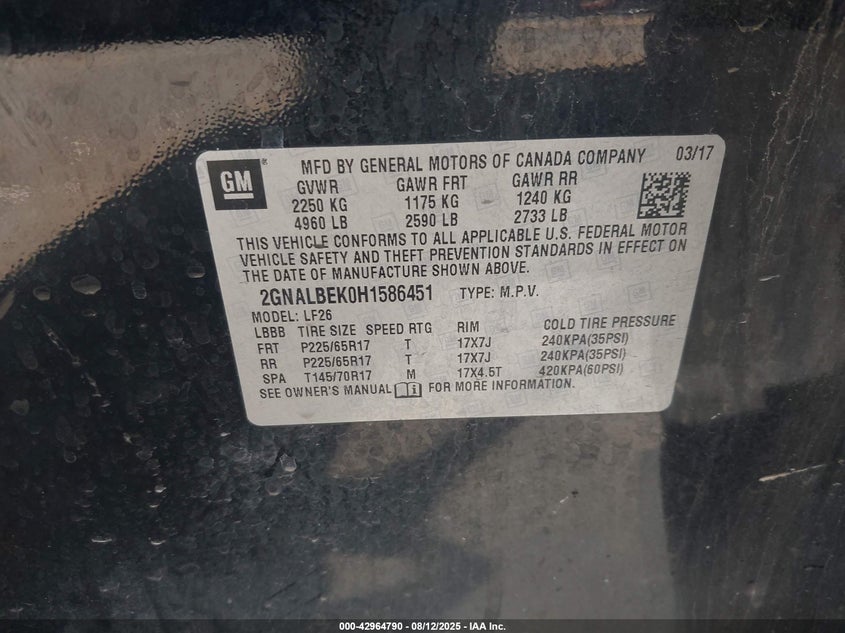 GM
®
MFD BY GENERAL MOTORS OF CANADA COMPANY 03/17
GVWR GAWR FRT GAWR RR
2250 KG 1175 KG 1240 KG
4960 LB 2590 LB 2733 LB
THIS VEHICLE CONFORMS TO ALL APPLICABLE U.S. FEDERAL MOTOR
VEHICLE SAFETY AND THEFT PREVENTION STANDARDS IN EFFECT ON
THE DATE OF MANUFACTURE SHOWN ABOVE.
2GNALBEK0H1586451 TYPE: M.P.V.
MODEL: LF26
LBBB TIRE SIZE SPEED RTG RIM COLD TIRE PRESSURE
FRT P225/65R17 T 17X7J 240KPA(35PSI)
RR P225/65R17 T 17X7J 240KPA(35PSI)
SPA T145/70R17 M 17X4.5T 420KPA(60PSI)
SEE OWNER'S MANUAL FOR MORE INFORMATION.
000-42964790 - 08/12/2025 - IAA Inc.